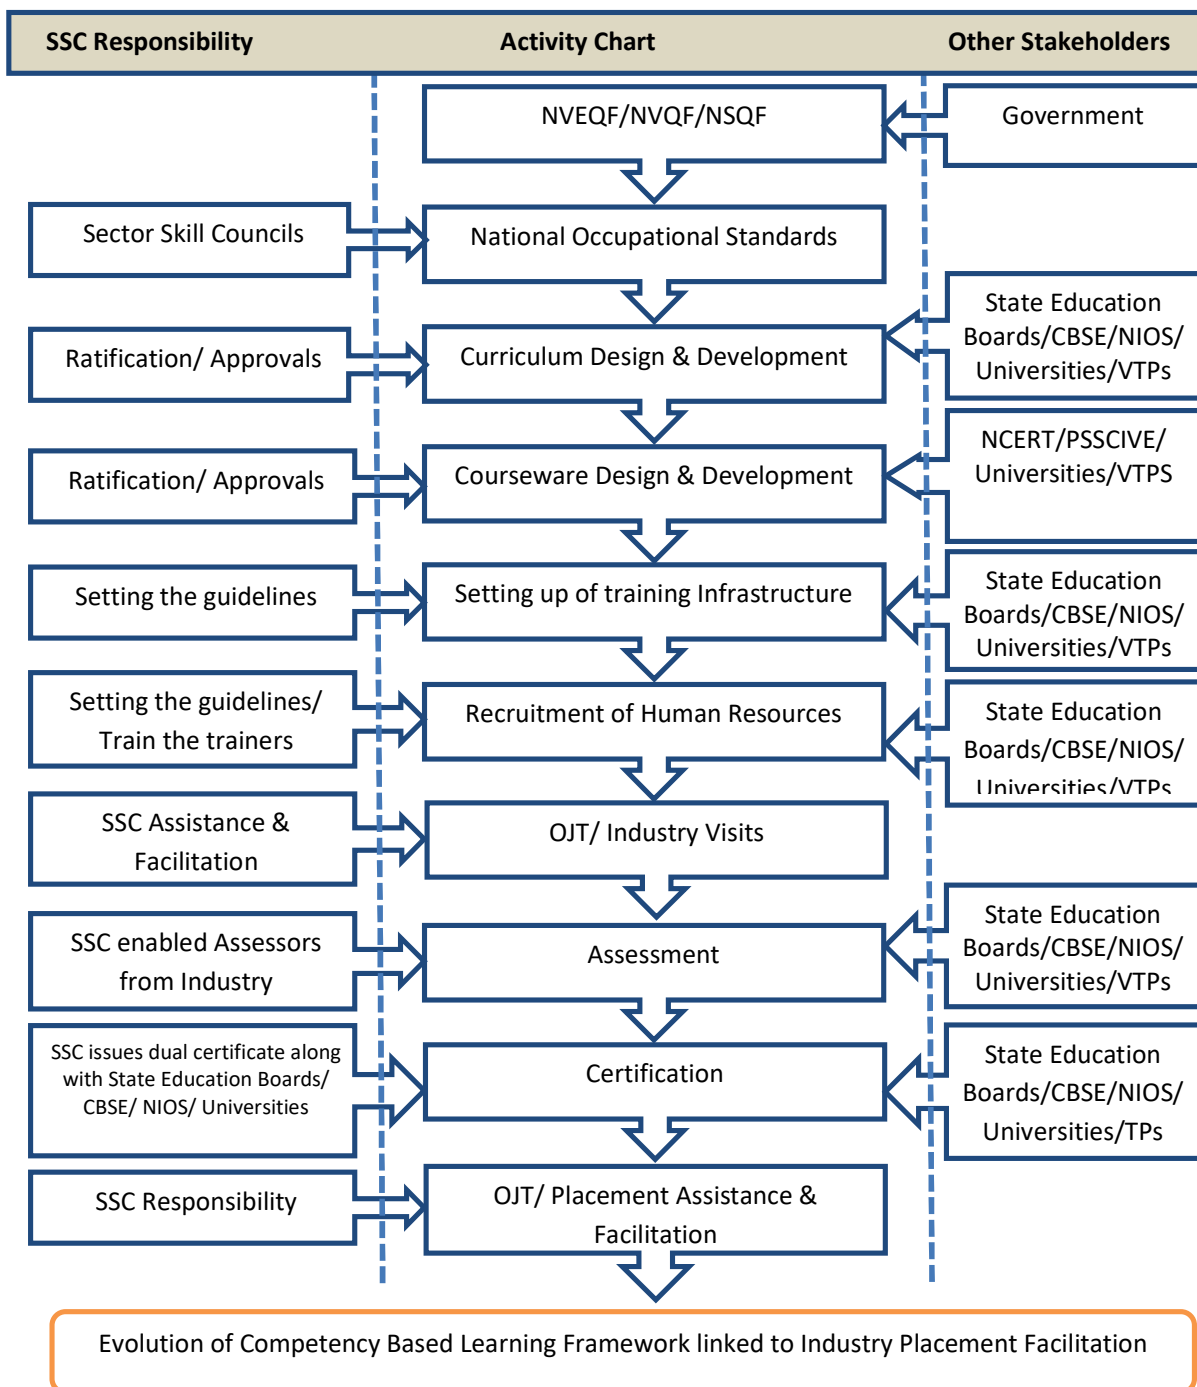 SSC Responsibility
Activity Chart
Other Stakeholders
NVEQF/NVQF/NSQF
Government
Sector Skill Councils
National Occupational Standards
State Education
Boards/CBSE/NIOS/
Universities/VTPs
Ratification/ Approvals
Curriculum Design & Development
NCERT/PSSCIVE/
Universities/VTPS
Ratification/ Approvals
Courseware Design & Development
State Education
Boards/CBSE/NIOS/
Universities/VTPs
Setting the guidelines
Setting up of training Infrastructure
Setting the guidelines/
Train the trainers
Recruitment of Human Resources
State Education
Boards/CBSE/NIOS/
Universities/VTPs
SSC Assistance &
Facilitation
OJT/ Industry Visits
SSC enabled Assessors
from Industry
Assessment
State Education
Boards/CBSE/NIOS/
Universities/VTPs
SSC issues dual certificate along
with State Education Boards/
CBSE/ NIOS/ Universities
Certification
State Education
Boards/CBSE/NIOS/
Universities/TPs
SSC Responsibility
OJT/ Placement Assistance &
Facilitation
Evolution of Competency Based Learning Framework linked to Industry Placement Facilitation